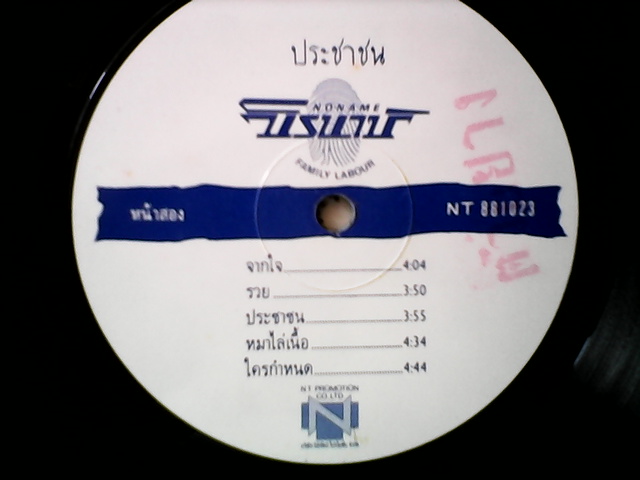 ประชาชน
NONAME
นิรนาม
FAMILY LABOUR
หน้าสอง
NT 881023
จากใจ 4:04
รวย 3:50
ประชาชน 3:55
หมาไล่เนื้อ 4:34
ใครกำหนด 4:44
N.T PROMOTION
CO.,LTD
N